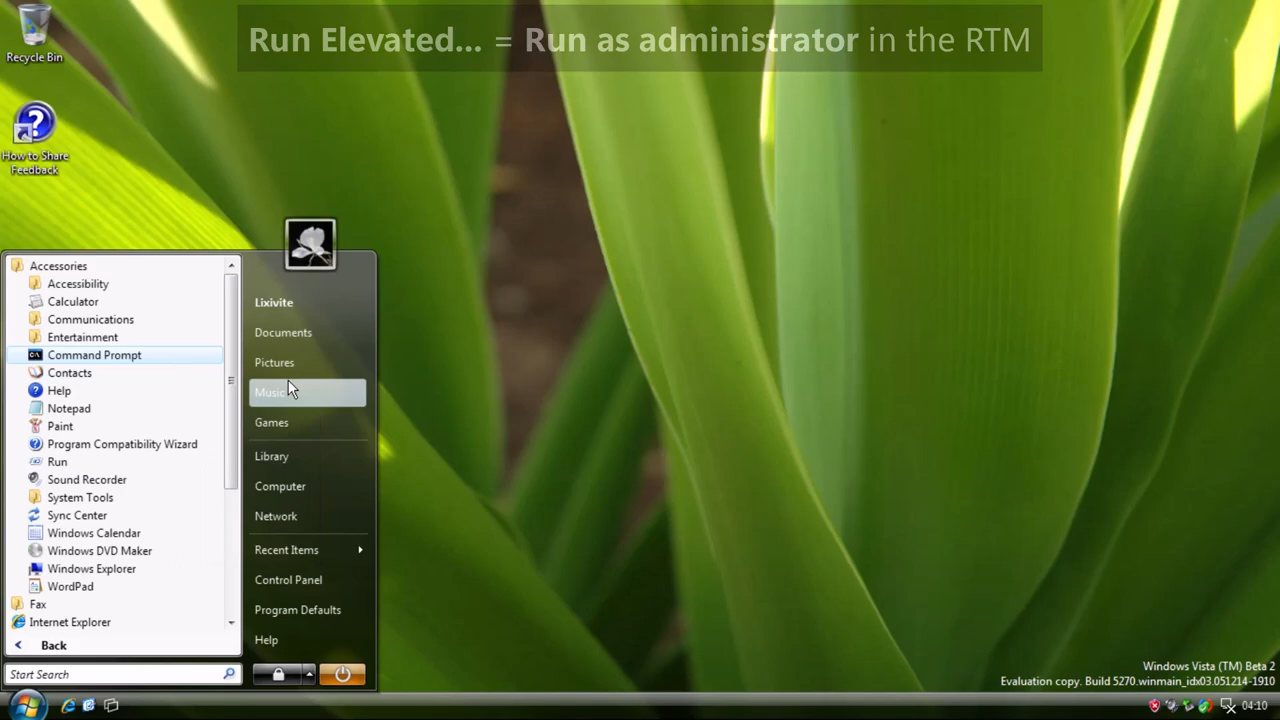 Run Elevated... = Run as administrator in the RTM
Recycle Bin
How to Share
Feedback
Accessories
Accessibility
Calculator
Communications
Entertainment
Command Prompt
Contacts
Help
Notepad
Paint
Program Compatibility Wizard
Run
Sound Recorder
System Tools
Sync Center
Windows Calendar
Windows DVD Maker
Windows Explorer
WordPad
Fax
Internet Explorer
Back
Start Search
Lixivite
Documents
Pictures
Music
Games
Library
Computer
Network
Recent Items
Control Panel
Program Defaults
Help
Windows Vista (TM) Beta 2
Evaluation copy. Build 5270.winmain_idx03.051214-1910
04:10